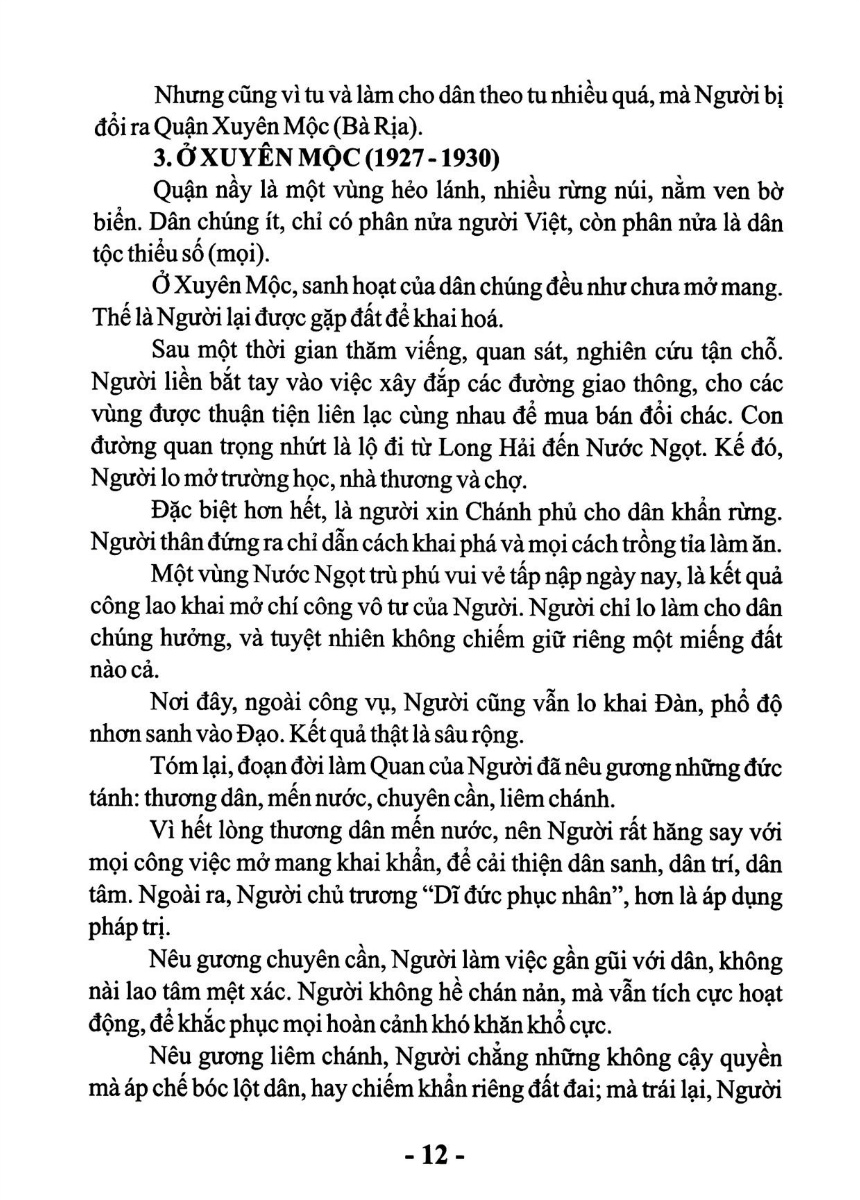 Nhưng cũng vì tu và làm cho dân theo tu nhiều quá, mà Người bị
đổi ra Quận Xuyên Mộc (Bà Rịa).
3. Ở XUYÊN MỘC (1927 - 1930)
Quận nầy là một vùng hẻo lánh, nhiều rừng núi, nằm ven bờ
biển. Dân chúng ít, chỉ có phân nửa người Việt, còn phân nửa là dân
tộc thiểu số (mọi).
Ở Xuyên Mộc, sanh hoạt của dân chúng đều như chưa mở mang.
Thế là Người lại được gặp đất để khai hoá.
Sau một thời gian thăm viếng, quan sát, nghiên cứu tận chỗ.
Người liền bắt tay vào việc xây đắp các đường giao thông, cho các
vùng được thuận tiện liên lạc cùng nhau để mua bán đổi chác. Con
đường quan trọng nhứt là lộ đi từ Long Hải đến Nước Ngọt. Kế đó,
Người lo mở trường học, nhà thương và chợ.
Đặc biệt hơn hết, là người xin Chánh phủ cho dân khẩn rừng.
Người thân đứng ra chỉ dẫn cách khai phá và mọi cách trồng tỉa làm ăn.
Một vùng Nước Ngọt trù phú vui vẻ tấp nập ngày nay, là kết quả
công lao khai mở chí công vô tư của Người. Người chỉ lo làm cho dân
chúng hưởng, và tuyệt nhiên không chiếm giữ riêng một miếng đất
nào cả.
Nơi đây, ngoài công vụ, Người cũng vẫn lo khai Đàn, phổ độ
nhơn sanh vào Đạo. Kết quả thật là sâu rộng.
Tóm lại, đoạn đời làm Quan của Người đã nêu gương những đức
tánh: thương dân, mến nước, chuyên cần, liêm chánh.
Vì hết lòng thương dân mến nước, nên Người rất hăng say với
mọi công việc mở mang khai khẩn, để cải thiện dân sanh, dân trí, dân
tâm. Ngoài ra, Người chủ trương “Dĩ đức phục nhân”, hơn là áp dụng
pháp trị.
Nêu gương chuyên cần, Người làm việc gần gũi với dân, không
nài lao tâm mệt xác. Người không hề chán nản, mà vẫn tích cực hoạt
động, để khắc phục mọi hoàn cảnh khó khăn khổ cực.
Nêu gương liêm chánh, Người chẳng những không cậy quyền
mà áp chế bóc lột dân, hay chiếm khẩn riêng đất đai; mà trái lại, Người
- 12 -